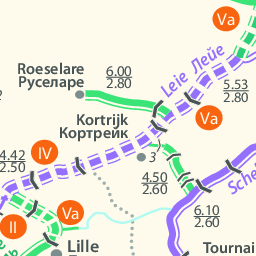 Va
Leie Лейе
Roeselare
Руселаре
6.00
2.80
5.53
2.80
Va
Kortrijk
Кортрейк
3
4.42
2.50
IV
4.50
2.60
6.10
2.60
II
Va
Lille
Tournai